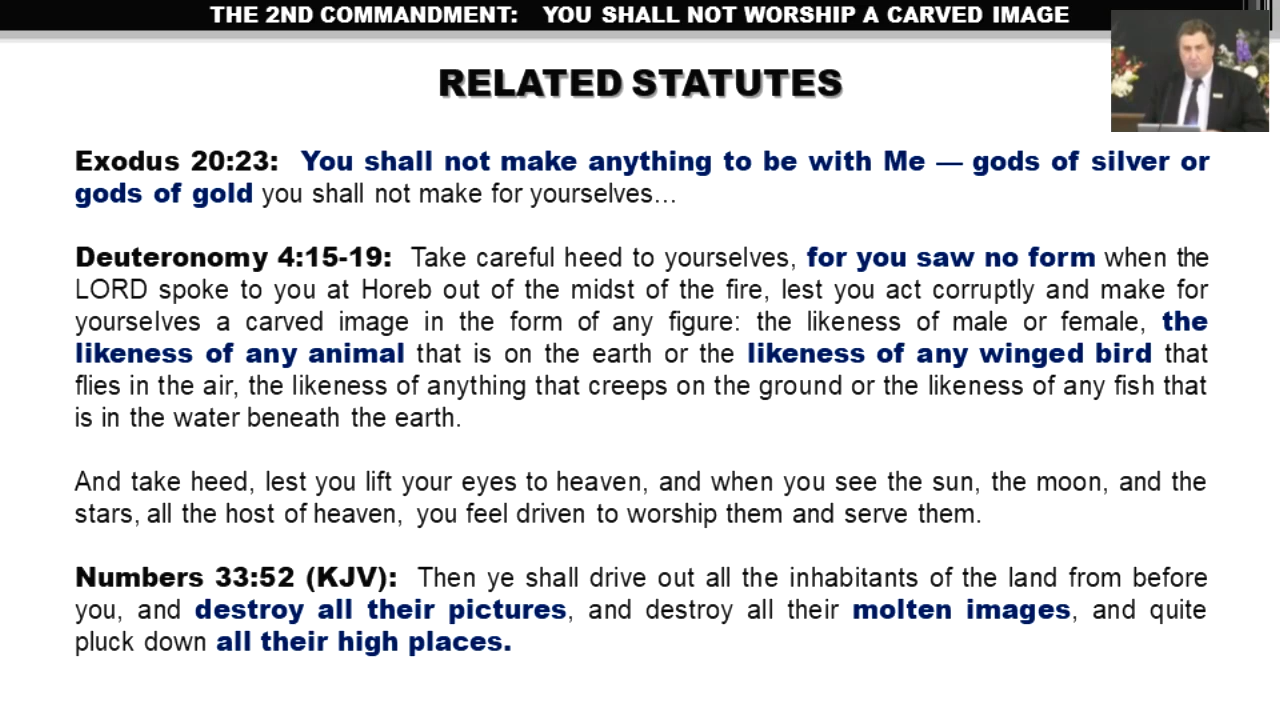 THE 2ND COMMANDMENT: YOU SHALL NOT WORSHIP A CARVED IMAGE
RELATED STATUTES
Exodus 20:23: You shall not make anything to be with Me — gods of silver or
gods of gold you shall not make for yourselves...
Deuteronomy 4:15-19: Take careful heed to yourselves, for you saw no form when the
LORD spoke to you at Horeb out of the midst of the fire, lest you act corruptly and make for
yourselves a carved image in the form of any figure: the likeness of male or female, the
likeness of any animal that is on the earth or the likeness of any winged bird that
flies in the air, the likeness of anything that creeps on the ground or the likeness of any fish that
is in the water beneath the earth.
And take heed, lest you lift your eyes to heaven, and when you see the sun, the moon, and the
stars, all the host of heaven, you feel driven to worship them and serve them.
Numbers 33:52 (KJV): Then ye shall drive out all the inhabitants of the land from before
you, and destroy all their pictures, and destroy all their molten images, and quite
pluck down all their high places.